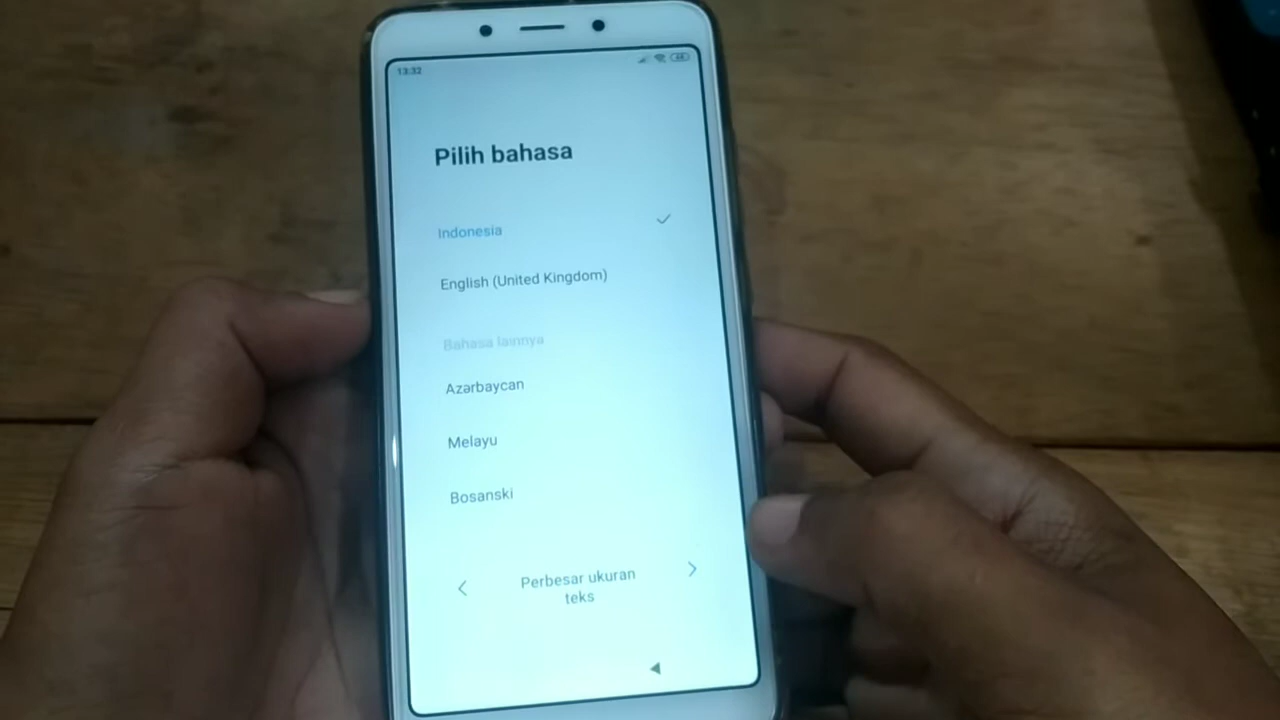 13:32
Pilih bahasa
Indonesia
English (United Kingdom)
Bahasa lainnya
Azərbaycan
Melayu
Bosanski
Perbesar ukuran
teks